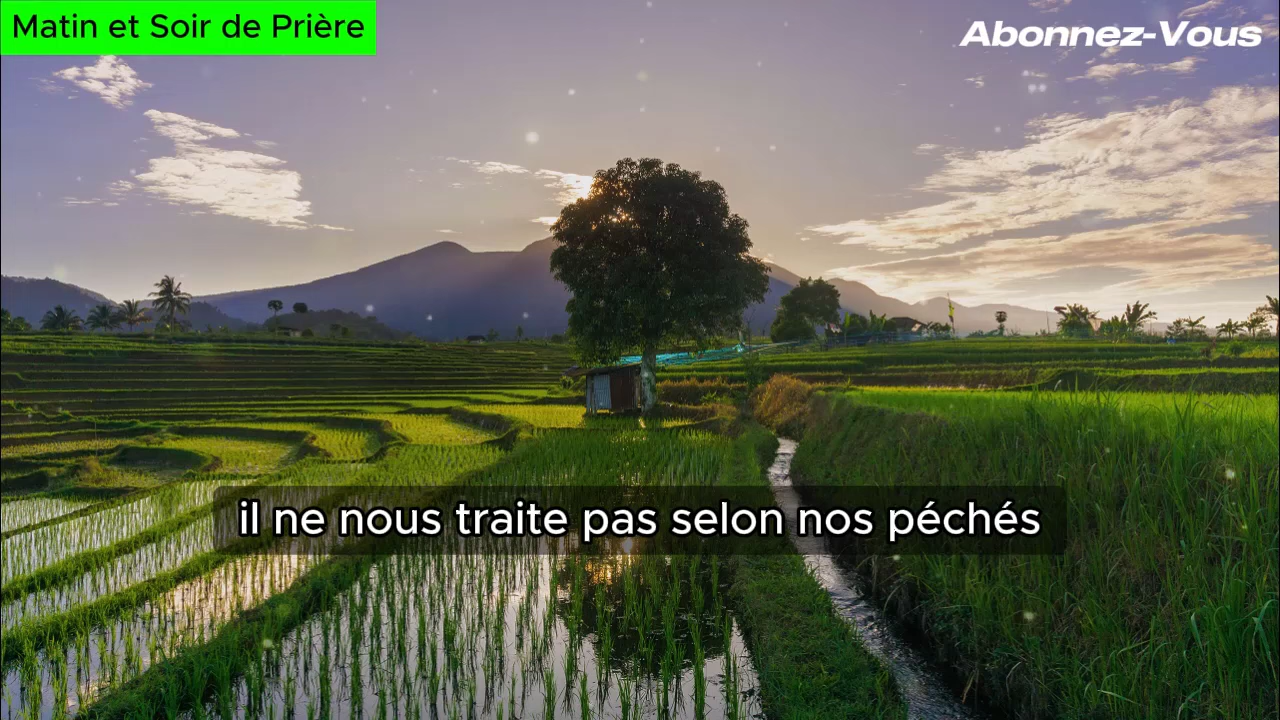 Matin et Soir de Prière
Abonnez-Vous
il ne nous traite pas selon nos péchés